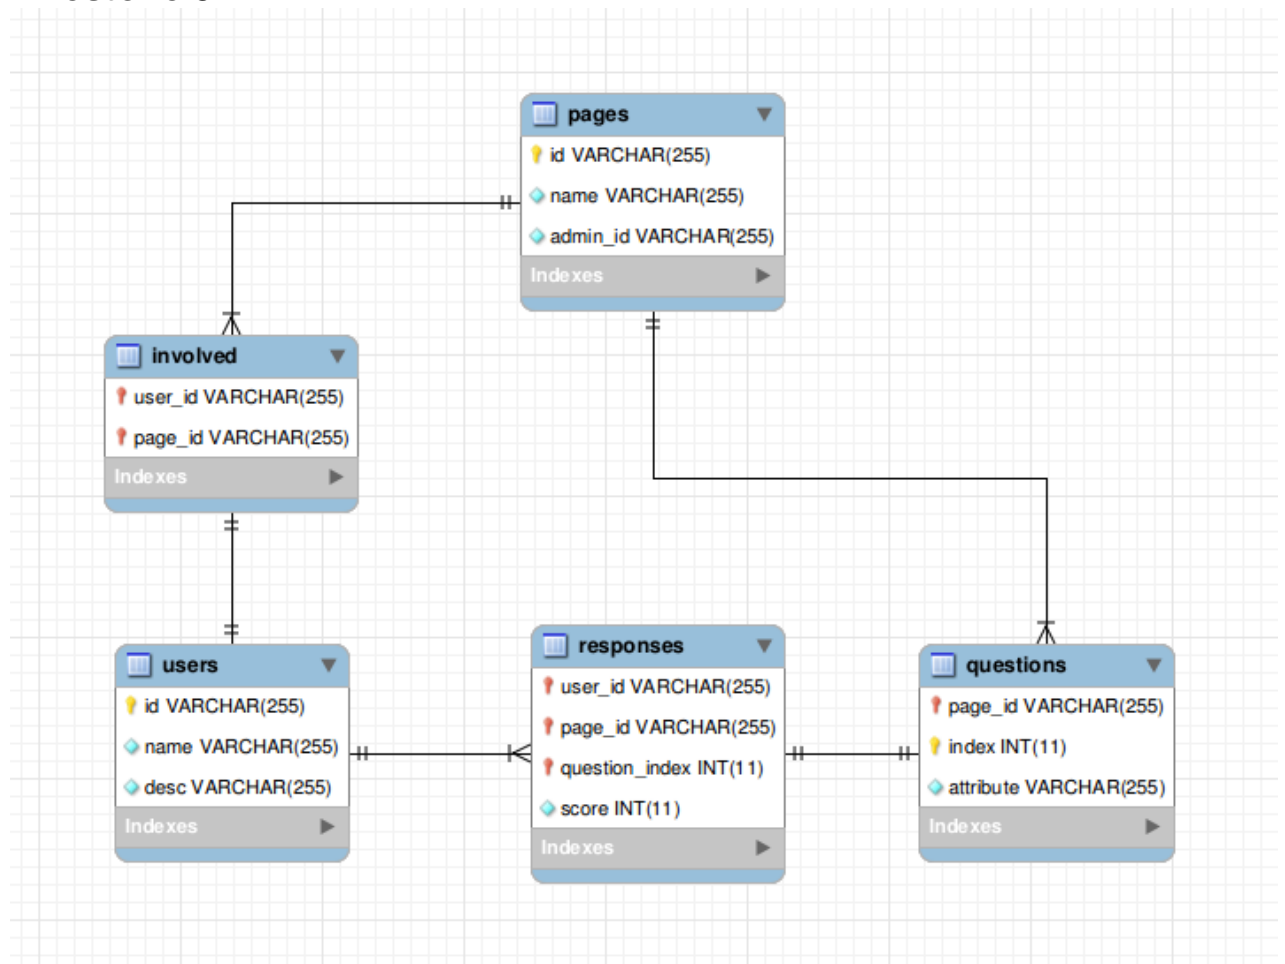 pages
id VARCHAR(255)
name VARCHAR(255)
admin_id VARCHAR(255)
Indexes
involved
user_id VARCHAR(255)
page_id VARCHAR(255)
Indexes
users
id VARCHAR(255)
name VARCHAR(255)
desc VARCHAR(255)
Indexes
responses
user_id VARCHAR(255)
page_id VARCHAR(255)
question_index INT(11)
score INT(11)
Indexes
questions
page_id VARCHAR(255)
index INT(11)
attribute VARCHAR(255)
Indexes